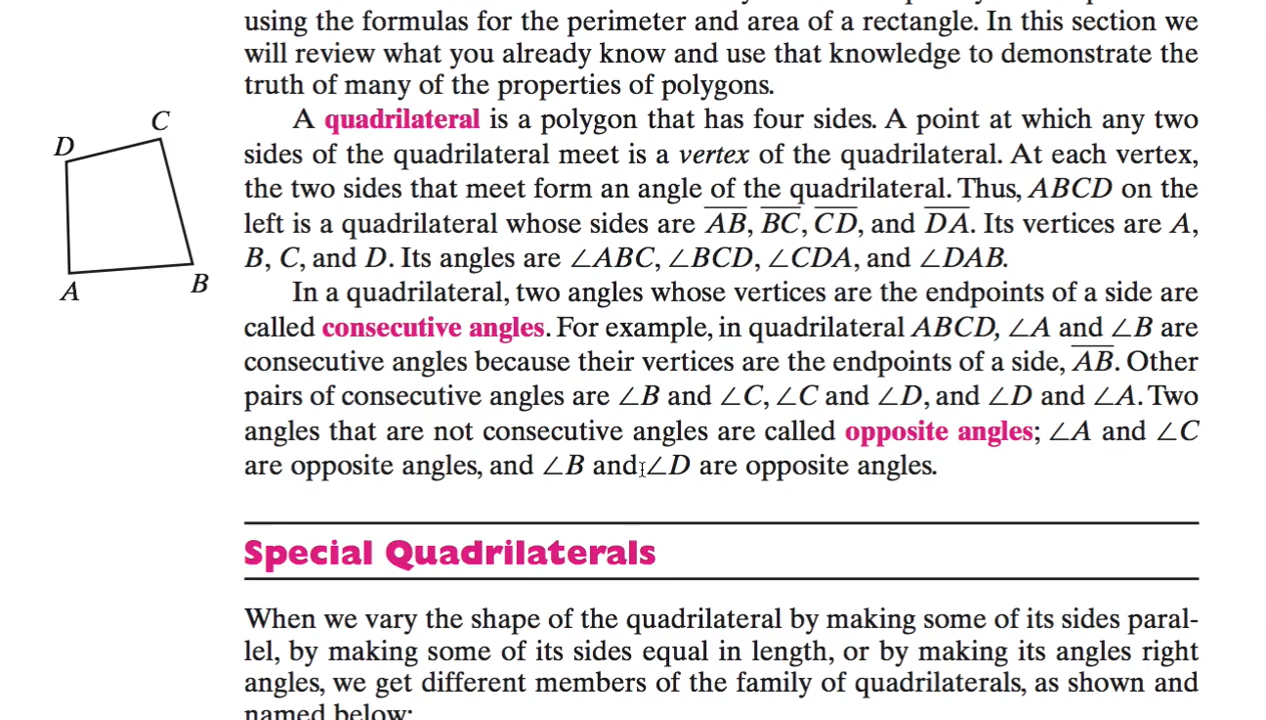 using the formulas for the perimeter and area of a rectangle. In this section we
will review what you already know and use that knowledge to demonstrate the
truth of many of the properties of polygons.
A quadrilateral is a polygon that has four sides. A point at which any two
sides of the quadrilateral meet is a vertex of the quadrilateral. At each vertex,
the two sides that meet form an angle of the quadrilateral. Thus, ABCD on the
left is a quadrilateral whose sides are A̅B̅, B̅C̅, C̅D̅, and D̅A̅. Its vertices are A,
B, C, and D. Its angles are ∠ABC, ∠BCD, ∠CDA, and ∠DAB.
In a quadrilateral, two angles whose vertices are the endpoints of a side are
called consecutive angles. For example, in quadrilateral ABCD, ∠A and ∠B are
consecutive angles because their vertices are the endpoints of a side, A̅B̅. Other
pairs of consecutive angles are ∠B and ∠C, ∠C and ∠D, and ∠D and ∠A. Two
angles that are not consecutive angles are called opposite angles; ∠A and ∠C
are opposite angles, and ∠B and ∠D are opposite angles.
D
C
A
B
Special Quadrilaterals
When we vary the shape of the quadrilateral by making some of its sides paral-
lel, by making some of its sides equal in length, or by making its angles right
angles, we get different members of the family of quadrilaterals, as shown and
named below: